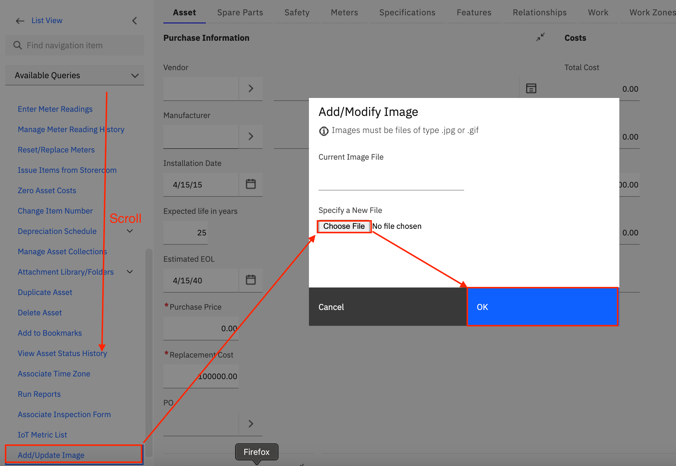 List View
Find navigation item
Available Queries
Enter Meter Readings
Manage Meter Reading History
Reset/Replace Meters
Issue Items from Storeroom
Zero Asset Costs
Change Item Number
Scroll
Depreciation Schedule
Manage Asset Collections
Attachment Library/Folders
Duplicate Asset
Delete Asset
Add to Bookmarks
View Asset Status History
Associate Time Zone
Run Reports
Associate Inspection Form
IoT Metric List
Add/Update Image
Asset Spare Parts Safety Meters Specifications Features Relationships Work Work Zones
Purchase Information
Vendor
Manufacturer
Installation Date
4/15/15
Expected life in years
25
Estimated EOL
4/15/40
*Purchase Price
0.00
*Replacement Cost
100000.00
PO
Costs
Total Cost
0.00
0.00
00.00
0.00
Add/Modify Image
Images must be files of type .jpg or .gif
Current Image File
Specify a New File
Choose File No file chosen
Cancel OK
Firefox